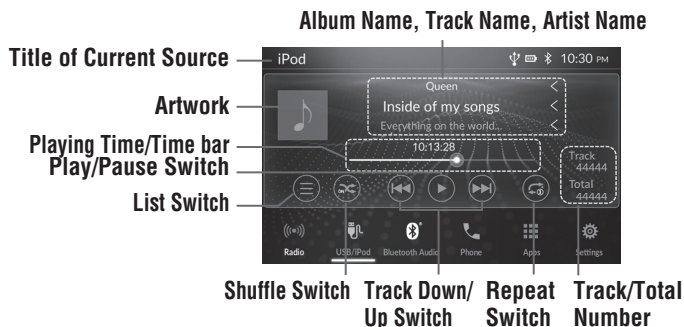 Album Name, Track Name, Artist Name
Title of Current Source
iPod
10:30 PM
Artwork
Queen
Inside of my songs
Everything on the world...
Playing Time/Time bar
10:13:28
Play/Pause Switch
Track
44444
Total
44444
List Switch
ON
Radio
USB/iPod
Bluetooth Audio
Phone
Apps
Settings
Shuffle Switch
Track Down/
Up Switch
Repeat
Switch
Track/Total
Number